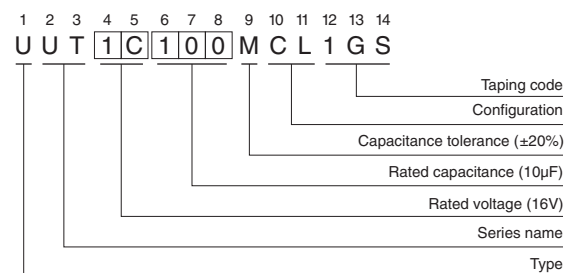 1 2 3 4 5 6 7 8 9 10 11 12 13 14
U U T 1 C 1 0 0 M C L 1 G S
Taping code
Configuration
Capacitance tolerance (±20%)
Rated capacitance (10µF)
Rated voltage (16V)
Series name
Type